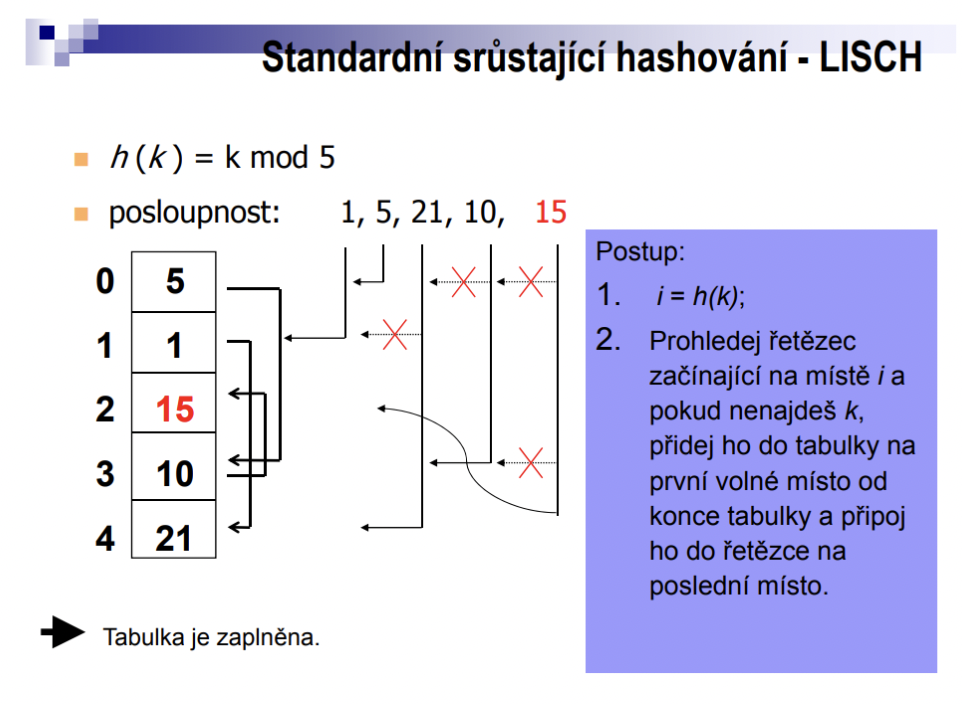 Standardní srůstající hashování - LISCH
h (k ) = k mod 5
posloupnost: 1, 5, 21, 10, 15
0 5
1 1
2 15
3 10
4 21
Tabulka je zaplněna.
Postup:
1. i = h(k);
2. Prohledej řetězec
začínající na místě i a
pokud nenajdeš k,
přidej ho do tabulky na
první volné místo od
konce tabulky a připoj
ho do řetězce na
poslední místo.